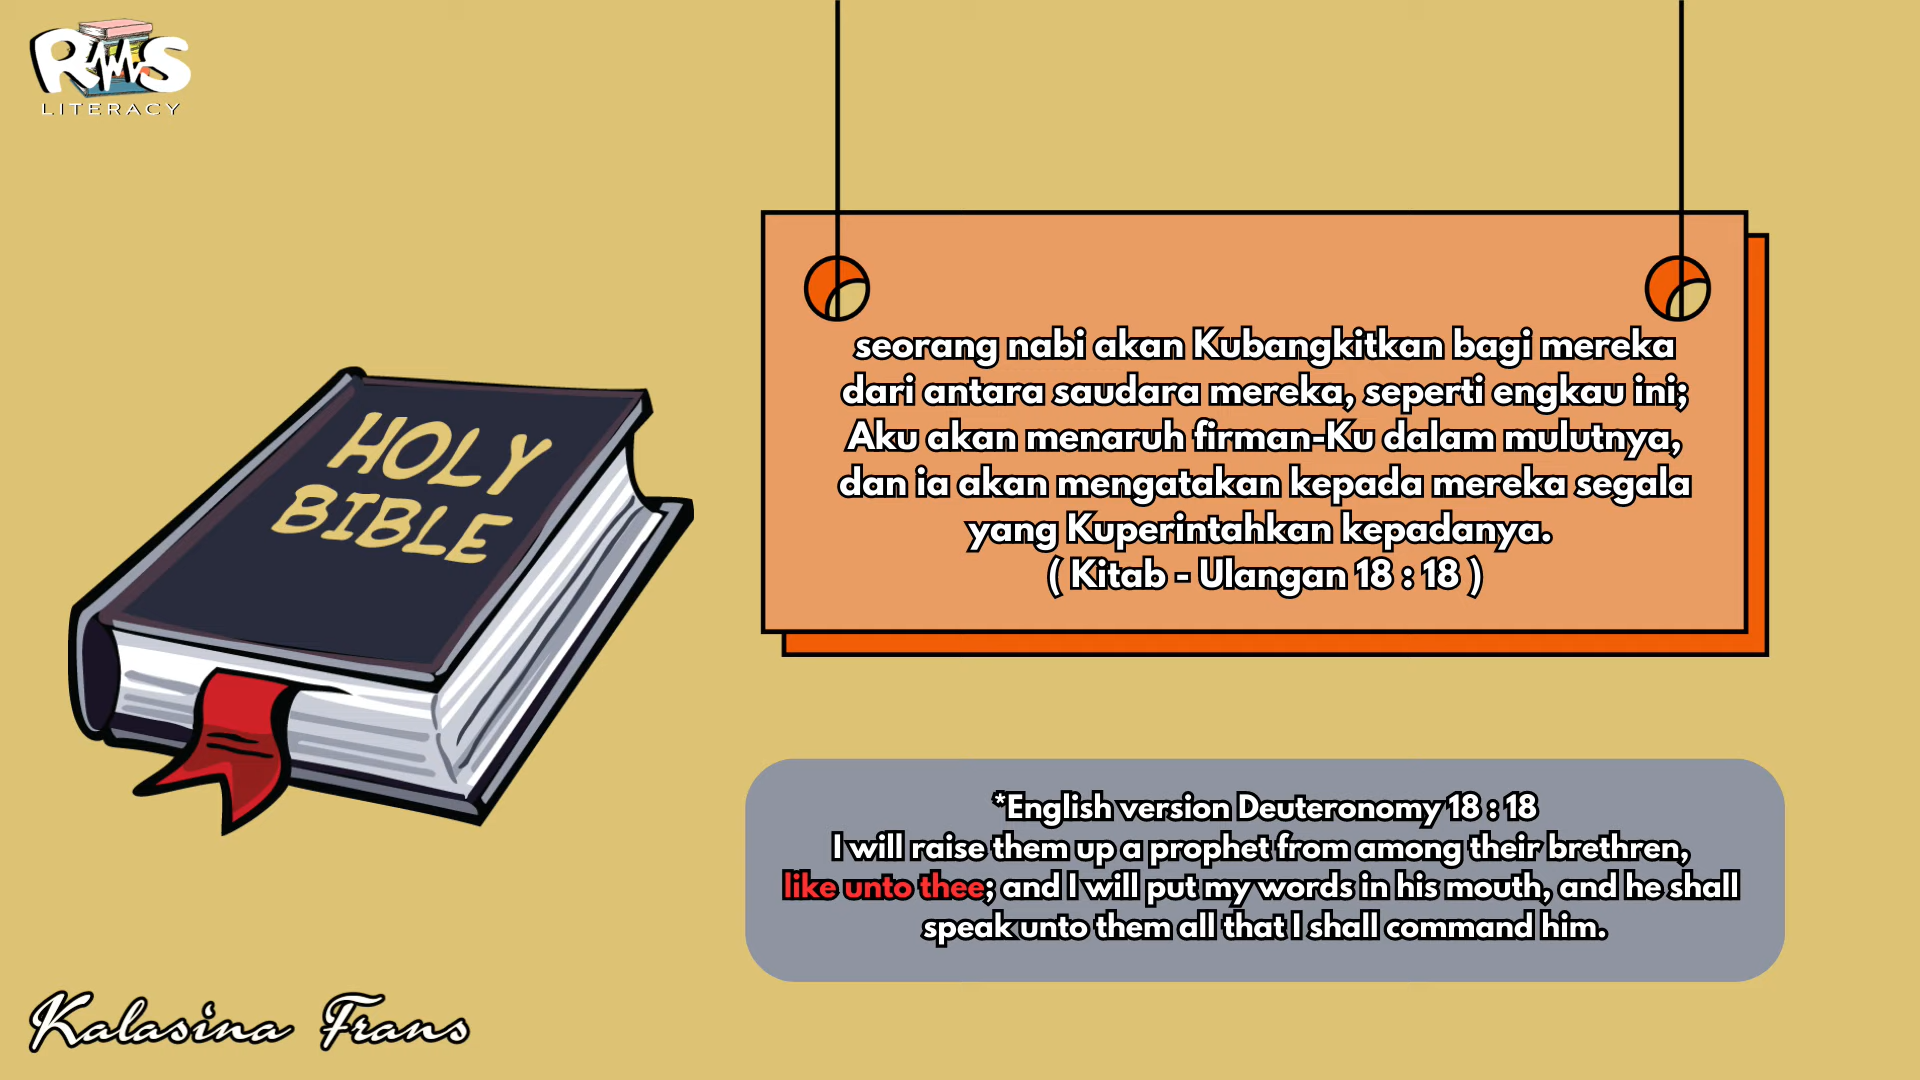 RMS
LITERACY
HOLY
BIBLE
seorang nabi akan Kubangkitkan bagi mereka
dari antara saudara mereka, seperti engkau ini;
Aku akan menaruh firman-Ku dalam mulutnya,
dan ia akan mengatakan kepada mereka segala
yang Kuperintahkan kepadanya.
( Kitab - Ulangan 18 : 18 )
*English version Deuteronomy 18 : 18
I will raise them up a prophet from among their brethren,
like unto thee; and I will put my words in his mouth, and he shall
speak unto them all that I shall command him.
Kalasina Frans